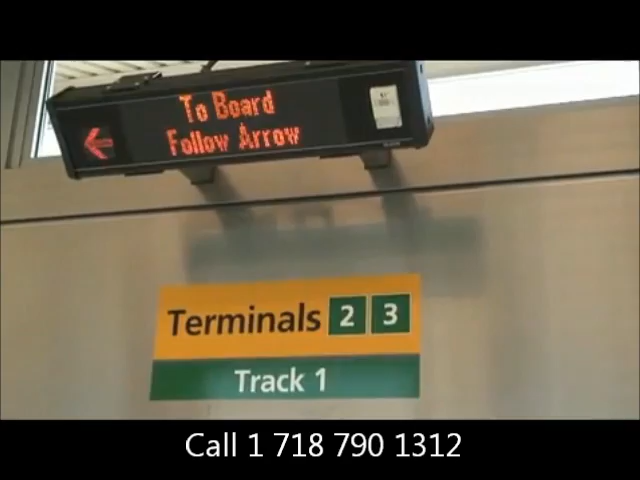 To Board
Follow Arrow
Terminals 2 3
Track 1
Call 1 718 790 1312